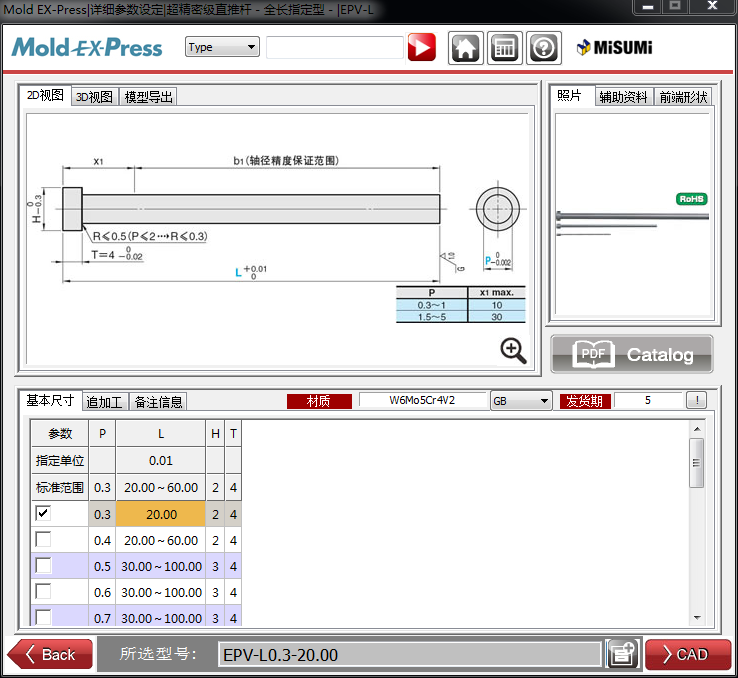 Mold EX-Press|详细参数设定|超精密级直推杆 - 全长指定型 - |EPV-L
Mold EX-Press
Type
MiSUMi
2D视图 3D视图 模型导出
照片 辅助资料 前端形状
x1 b1(轴径精度保证范围)
H 0 -0.3
R≤0.5(P≤2 ⋯→R≤0.3)
T=4 0 -0.02
L +0.01 0
1.0
G
P 0 -0.002
P x1 max.
0.3~1 10
1.5~5 30
RoHS
PDF Catalog
基本尺寸 追加工 备注信息 材质 W6Mo5Cr4V2 GB 发货期 5 !
参数 P L H T
指定单位 0.01
标准范围 0.3 20.00 ~ 60.00 2 4
0.3 20.00 2 4
0.4 20.00 ~ 60.00 2 4
0.5 30.00 ~ 100.00 3 4
0.6 30.00 ~ 100.00 3 4
0.7 30.00 ~ 100.00 3 4
Back 所选型号: EPV-L0.3-20.00 CAD